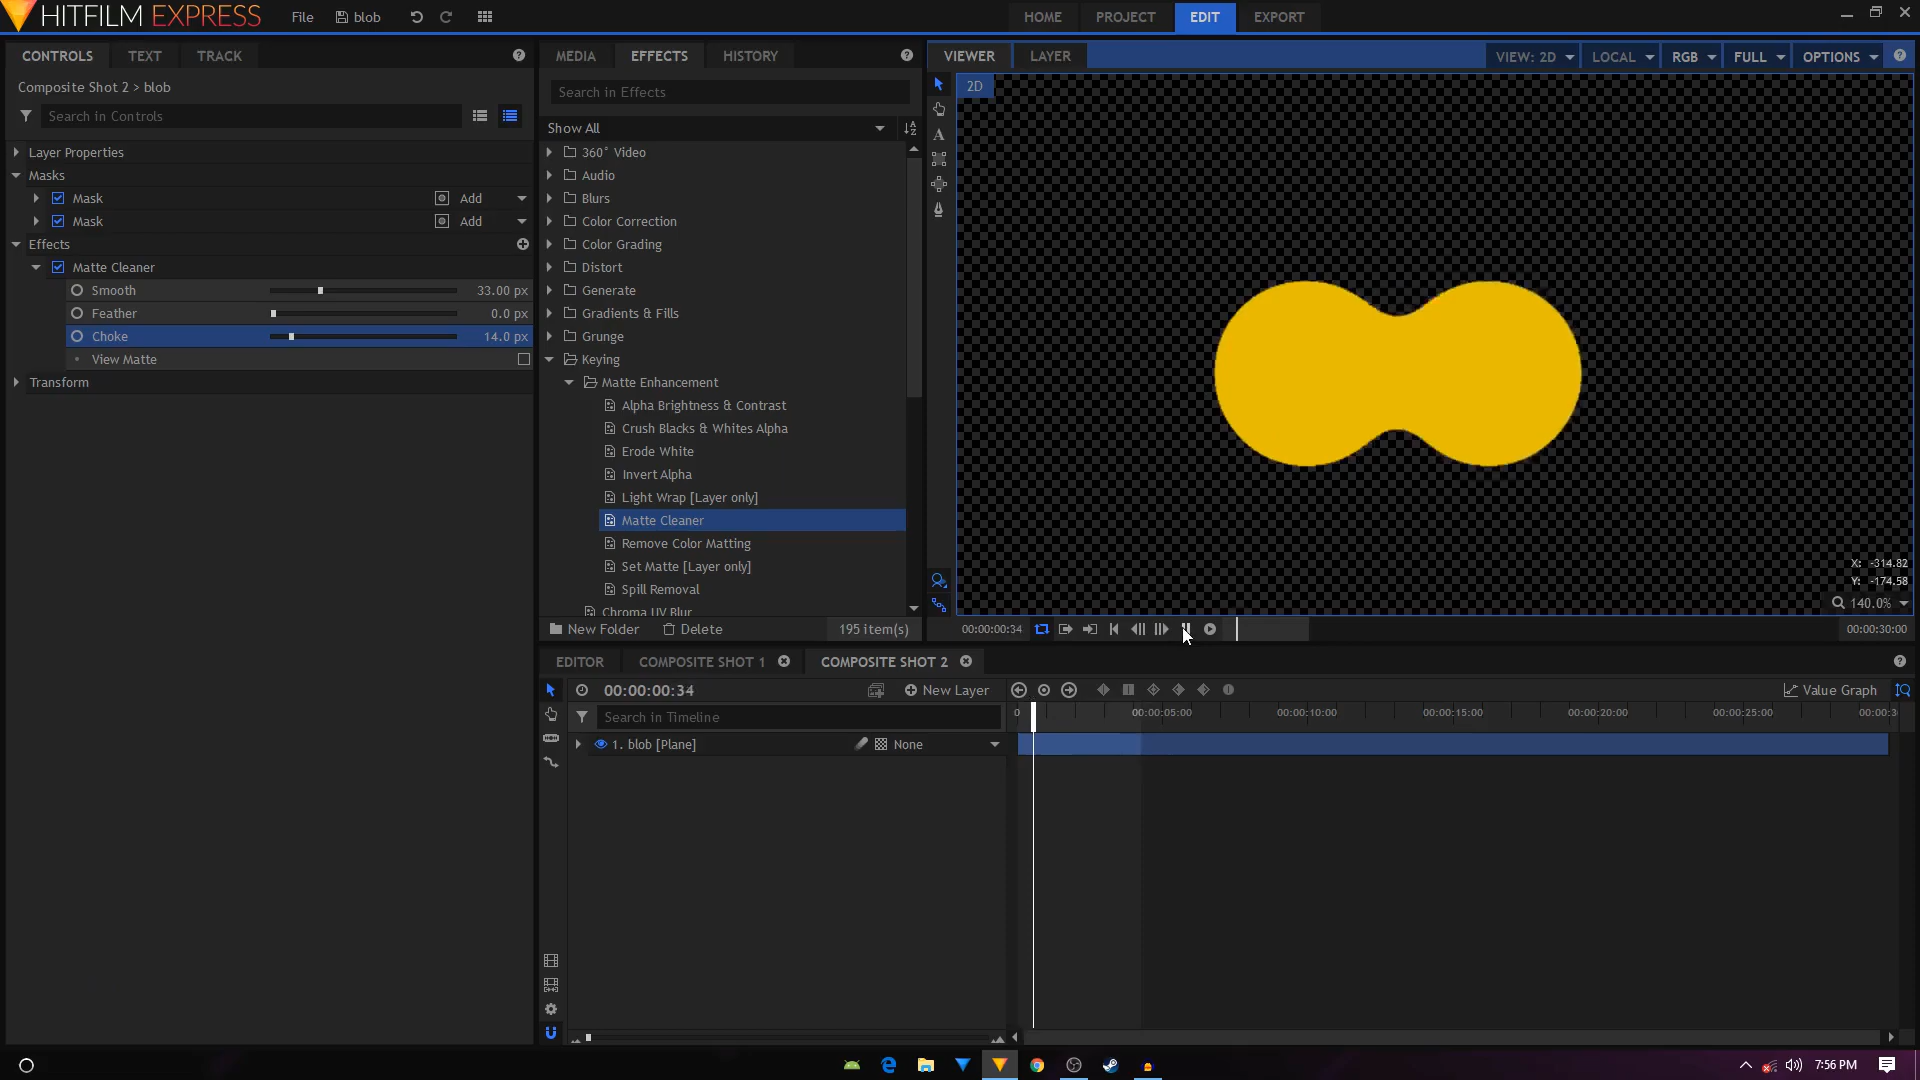 HITFILM EXPRESS File blob HOME PROJECT EDIT EXPORT
CONTROLS TEXT TRACK
Composite Shot 2 > blob
Search in Controls
Layer Properties
Masks
Mask Add
Mask Add
Effects
Matte Cleaner
Smooth 33.00 px
Feather 0.0 px
Choke 14.0 px
View Matte
Transform
MEDIA EFFECTS HISTORY
Search in Effects
Show All
360° Video
Audio
Blurs
Color Correction
Color Grading
Distort
Generate
Gradients & Fills
Grunge
Keying
Matte Enhancement
Alpha Brightness & Contrast
Crush Blacks & Whites Alpha
Erode White
Invert Alpha
Light Wrap [Layer only]
Matte Cleaner
Remove Color Matting
Set Matte [Layer only]
Spill Removal
Chroma UV Blur
New Folder Delete 195 item(s)
VIEWER LAYER VIEW: 2D LOCAL RGB FULL OPTIONS
2D
X: -314.82
Y: -174.58
140.0%
00:00:00:34 00:00:30:00
EDITOR COMPOSITE SHOT 1 COMPOSITE SHOT 2
00:00:00:34 New Layer Value Graph
Search in Timeline
0 00:00:05:00 00:00:10:00 00:00:15:00 00:00:20:00 00:00:25:00 00:00:3
1. blob [Plane] None
7:56 PM